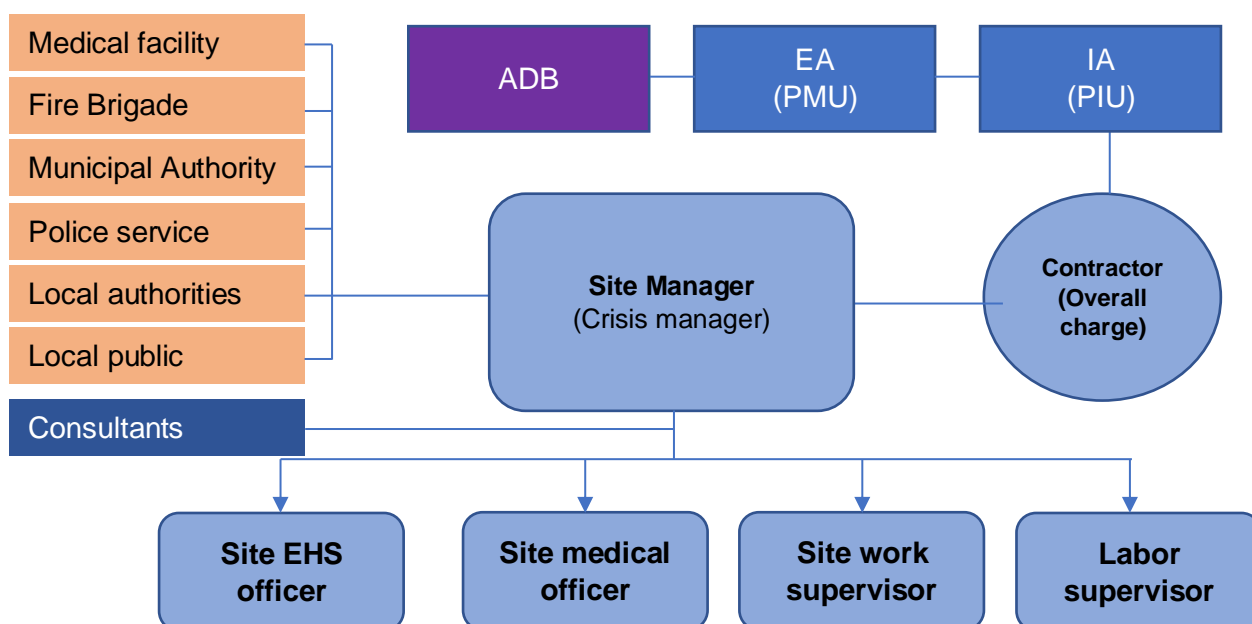 Medical facility
Fire Brigade
Municipal Authority
Police service
Local authorities
Local public
Consultants
ADB
EA
(PMU)
IA
(PIU)
Site Manager
(Crisis manager)
Contractor
(Overall
charge)
Site EHS
officer
Site medical
officer
Site work
supervisor
Labor
supervisor